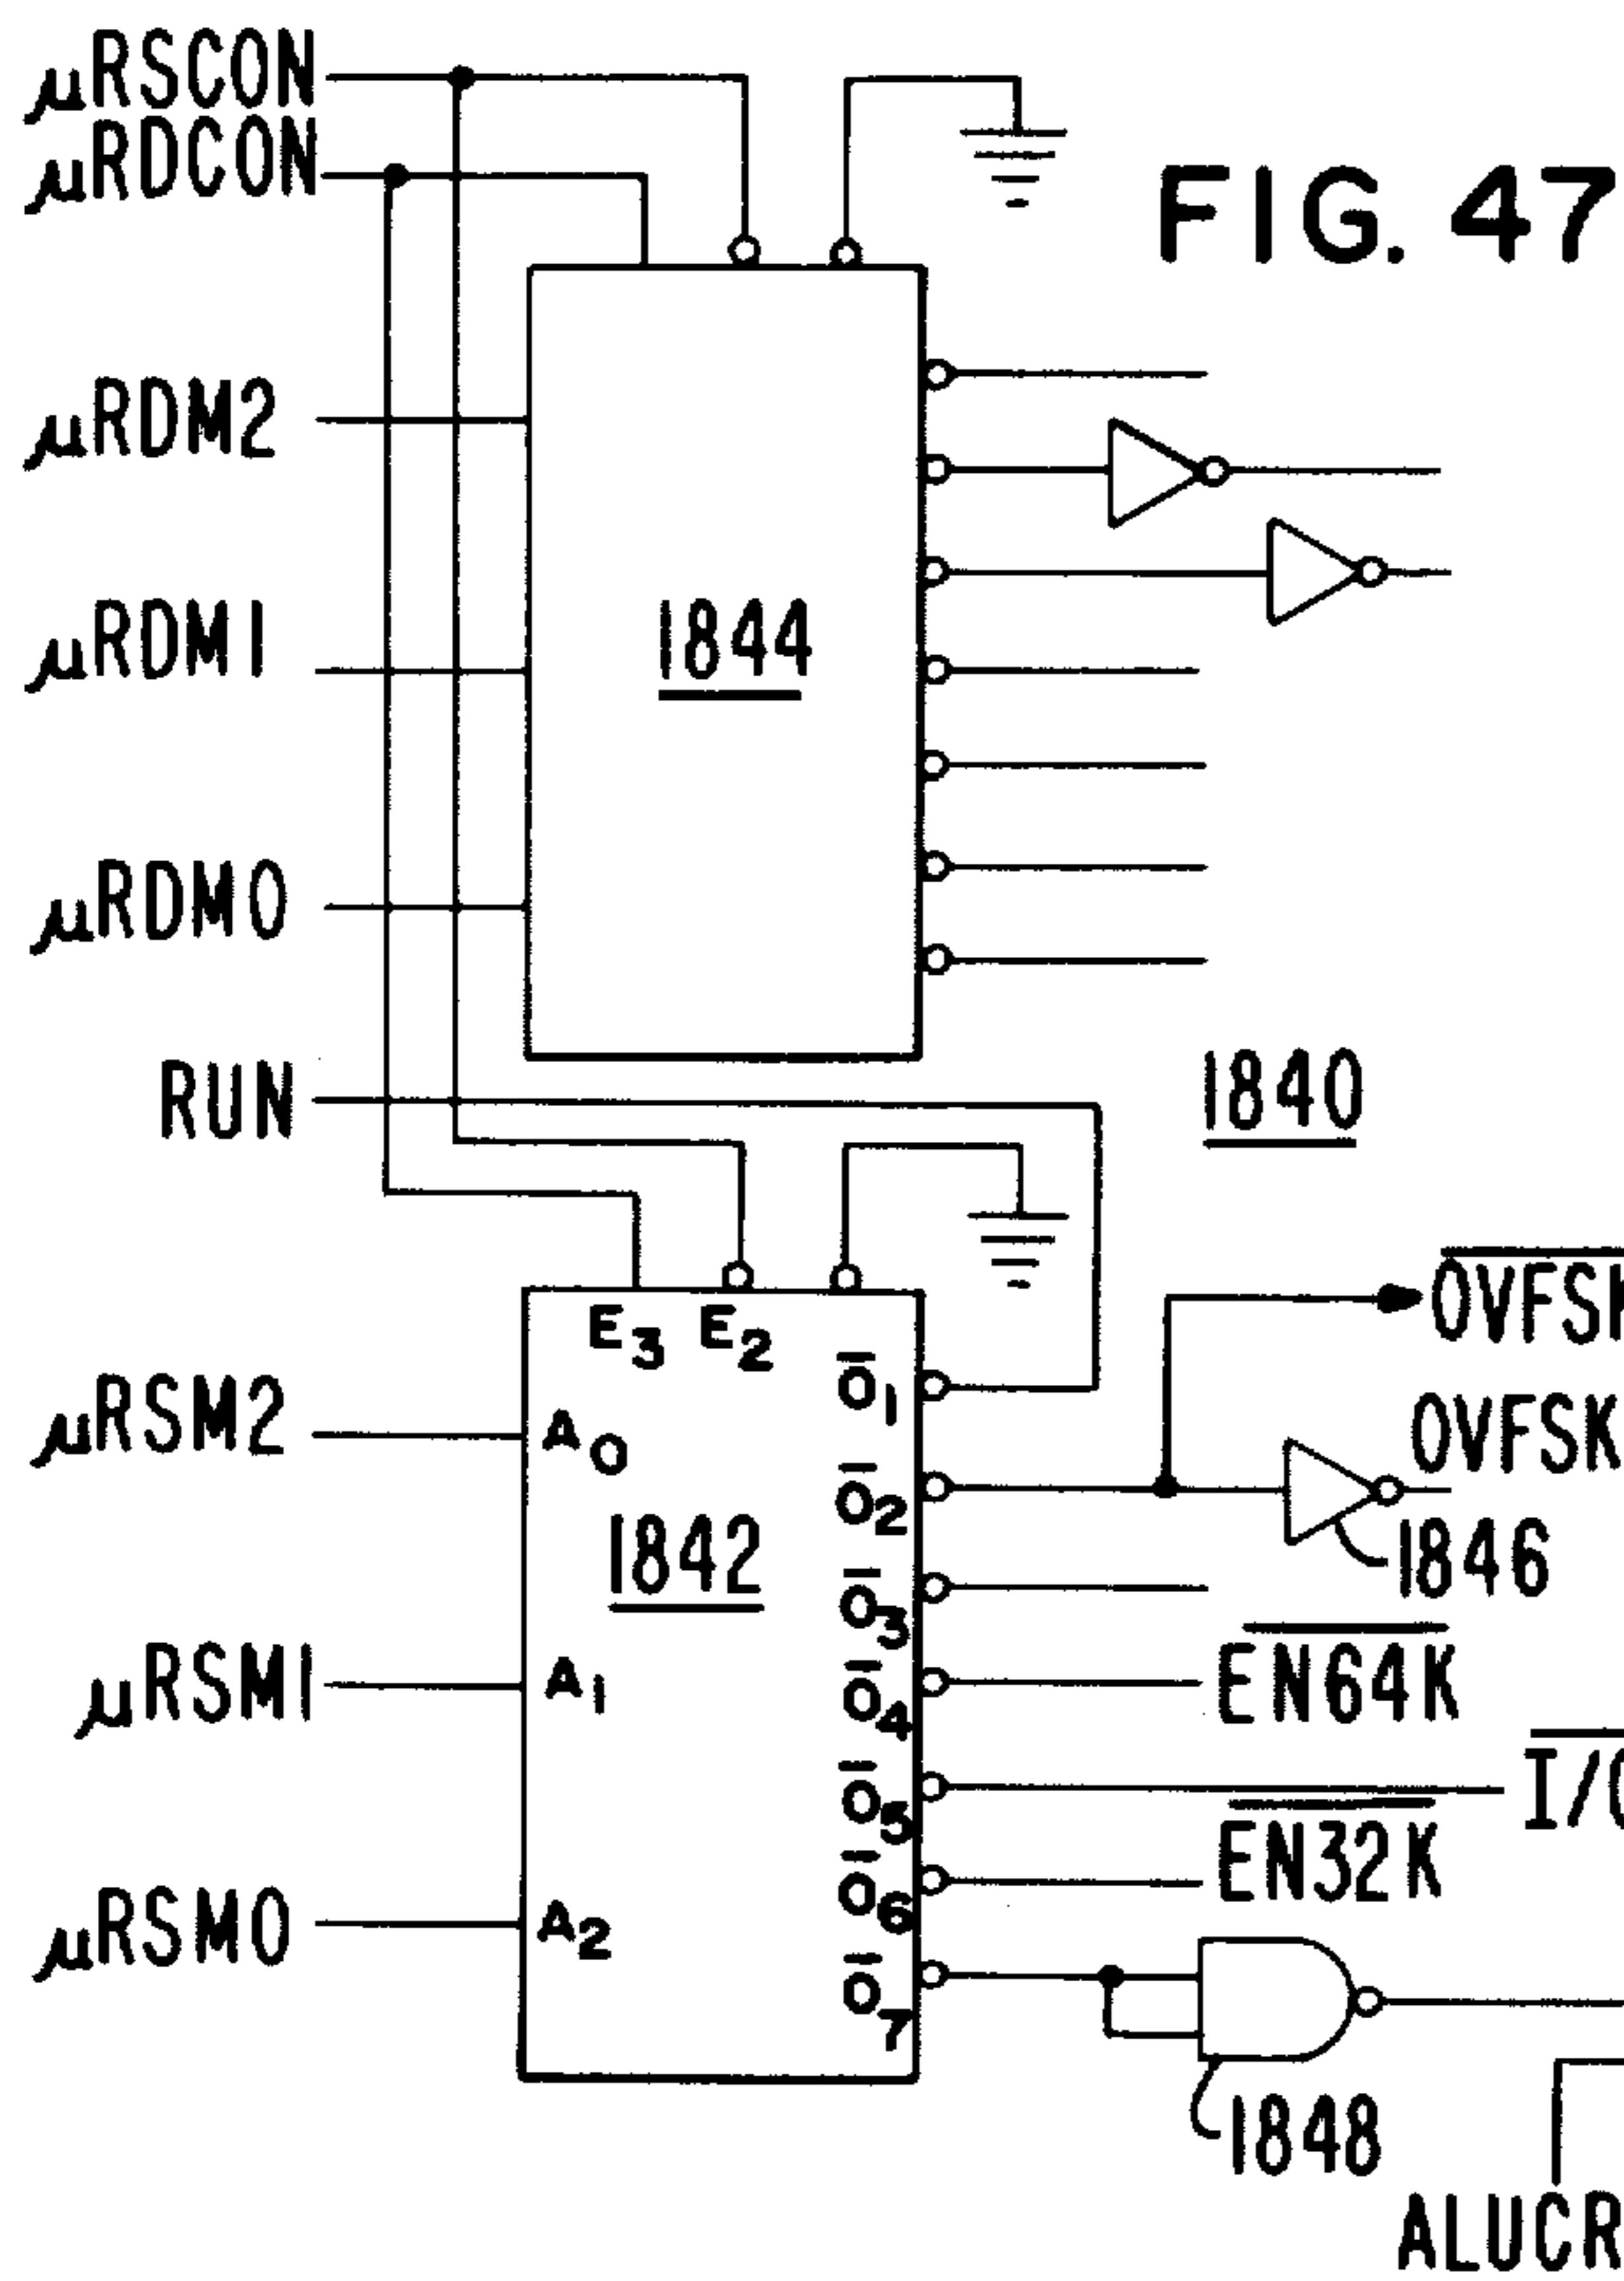 μRSCON
μRDCON
FIG. 47
μRDM2
μRDM1
1844
μRDM0
RUN
1840
E3 E2
OVFSK
Ō1
μRSM2
A0
OVFSK
Ō2
1842
1846
Ō3
μRSM1
A1
EN64K
Ō4
Ō5
EN32K
μRSM0
A2
Ō6
Ō7
1848
ALUCR